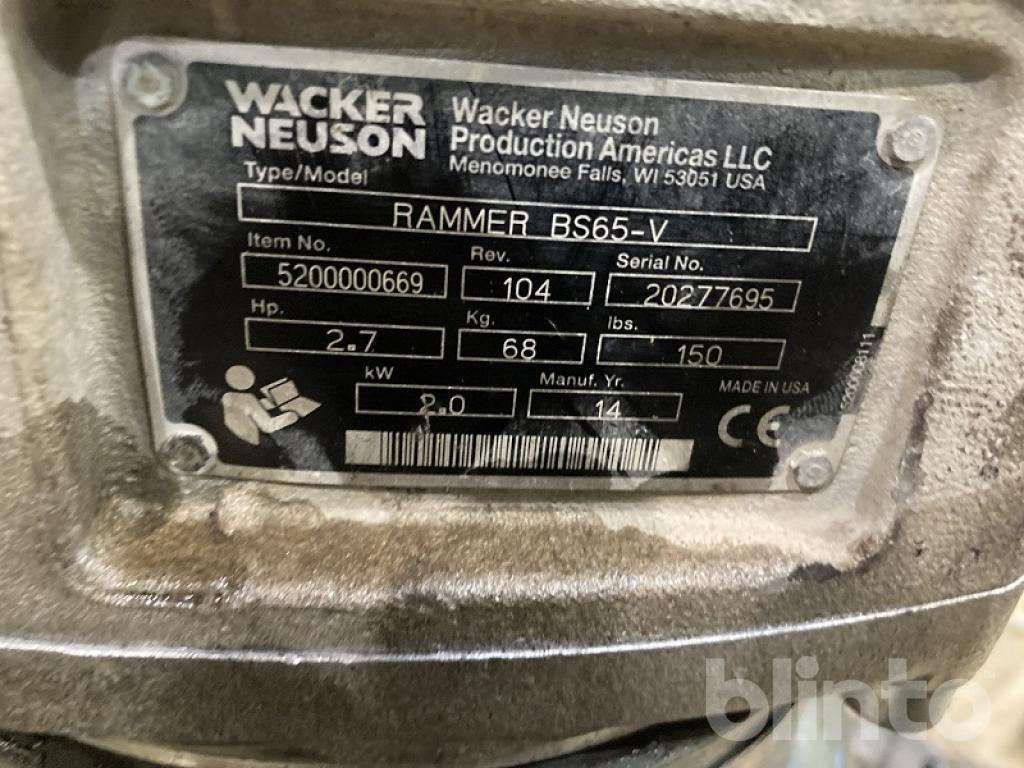 WACKER
NEUSON
Wacker Neuson
Production Americas LLC
Menomonee Falls, WI 53051 USA
Type/Model
RAMMER BS65-V
Item No.
Rev.
Serial No.
5200000669
104
20277695
Hp.
Kg.
lbs.
2.7
68
150
kW
Manuf. Yr.
MADE IN USA
2.0
14
CE
blinto